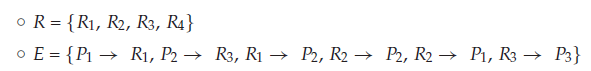 ○ R = {R₁, R₂, R₃, R₄}
○ E = {P₁ → R₁, P₂ → R₃, R₁ → P₂, R₂ → P₂, R₂ → P₁, R₃ → P₃}